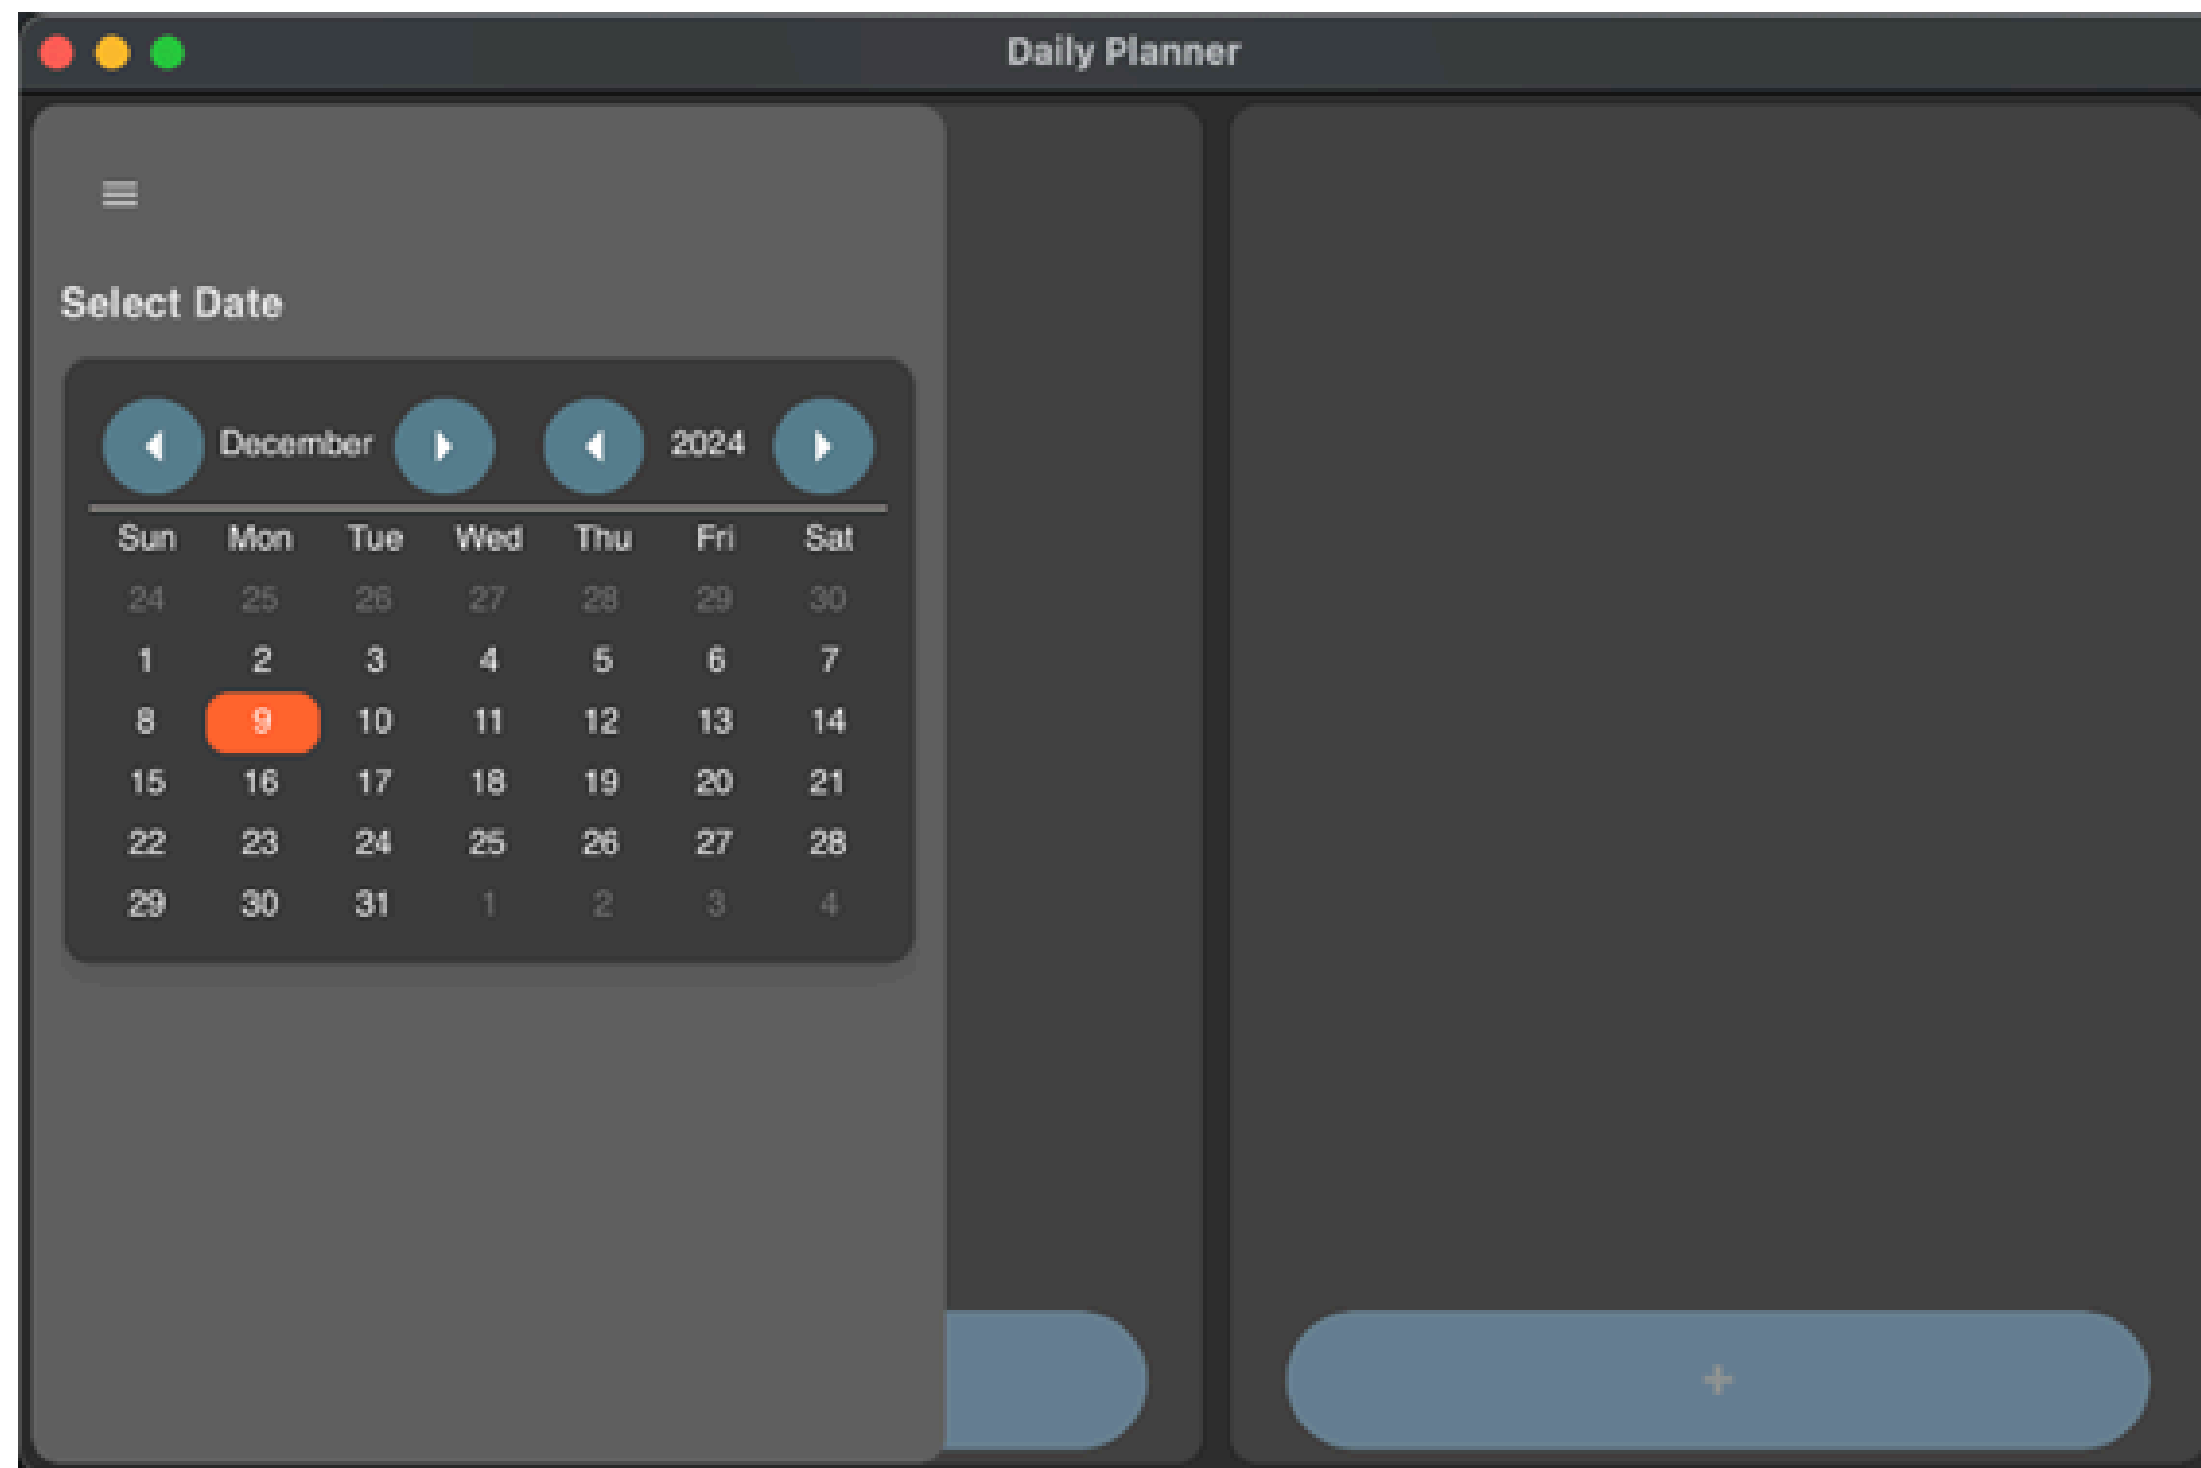 Daily Planner
Select Date
December 2024
Sun Mon Tue Wed Thu Fri Sat
24 25 26 27 28 29 30
1 2 3 4 5 6 7
8 9 10 11 12 13 14
15 16 17 18 19 20 21
22 23 24 25 26 27 28
29 30 31 1 2 3 4
+